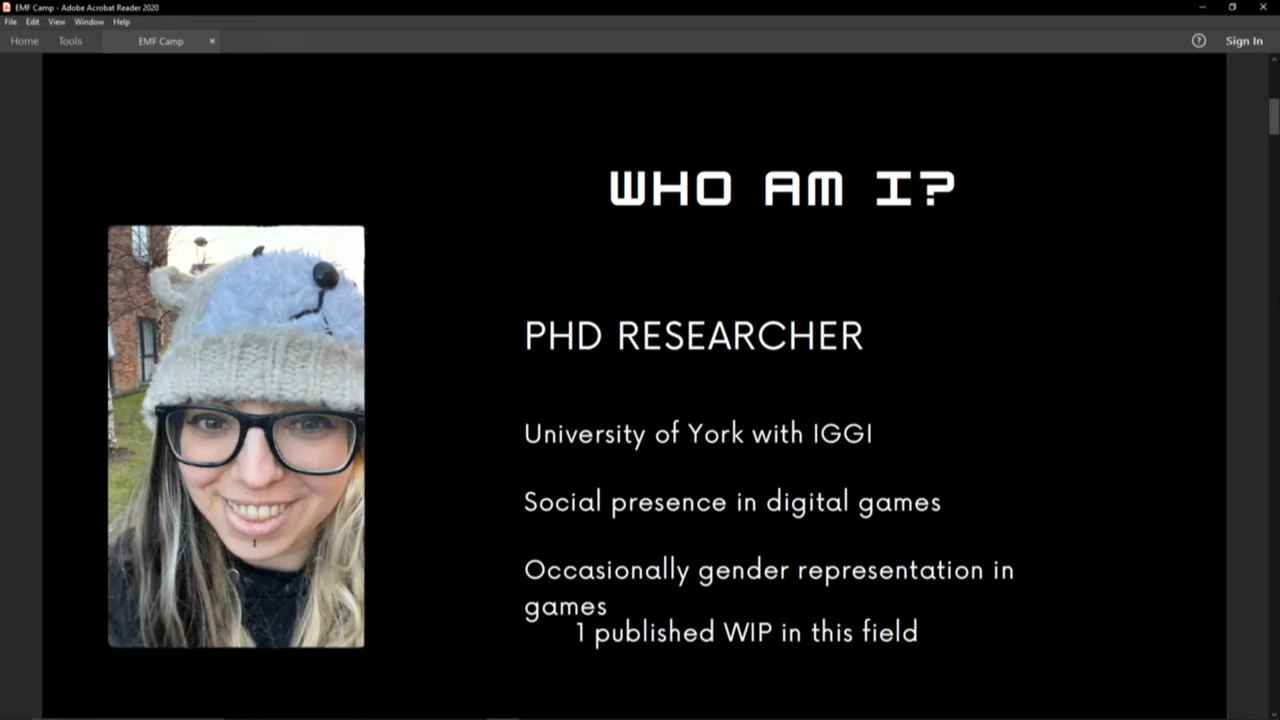 EMF Camp - Adobe Acrobat Reader 2020
File Edit View Window Help
Home Tools EMF Camp × ? Sign In
WHO AM I?
PHD RESEARCHER
University of York with IGGI
Social presence in digital games
Occasionally gender representation in
games
1 published WIP in this field